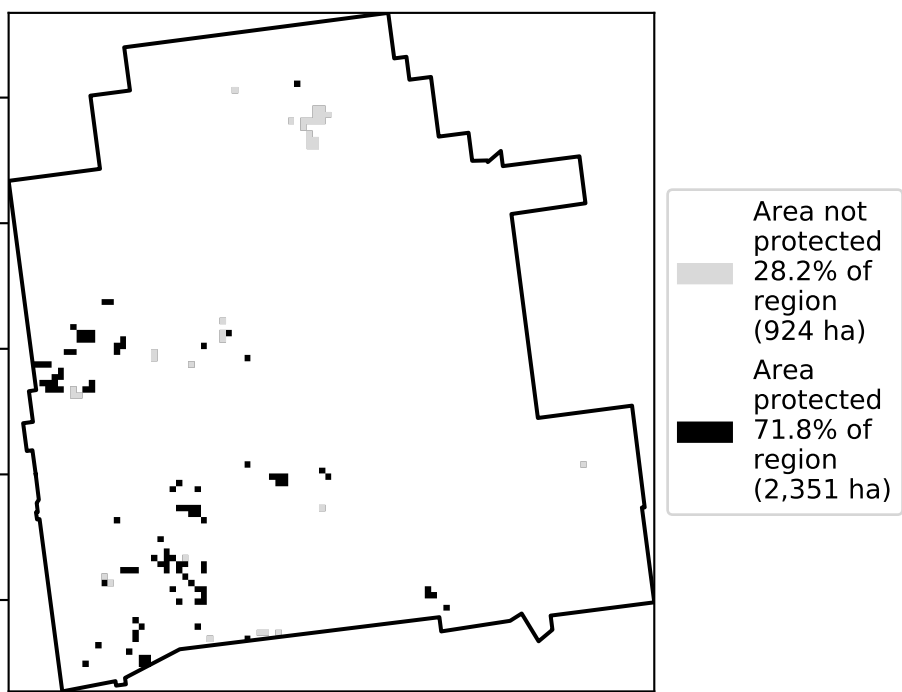 Area not
protected
28.2% of
region
(924 ha)
Area
protected
71.8% of
region
(2,351 ha)